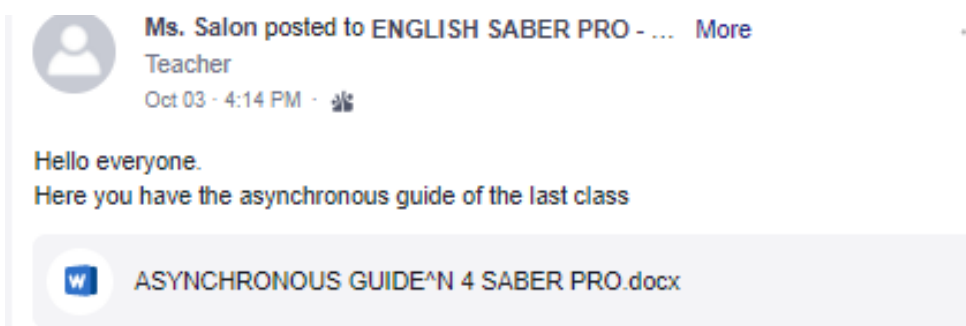 Ms. Salon posted to ENGLISH SABER PRO - ... More
Teacher
Oct 03 - 4:14 PM ·
Hello everyone.
Here you have the asynchronous guide of the last class
W ASYNCHRONOUS GUIDE^N 4 SABER PRO.docx